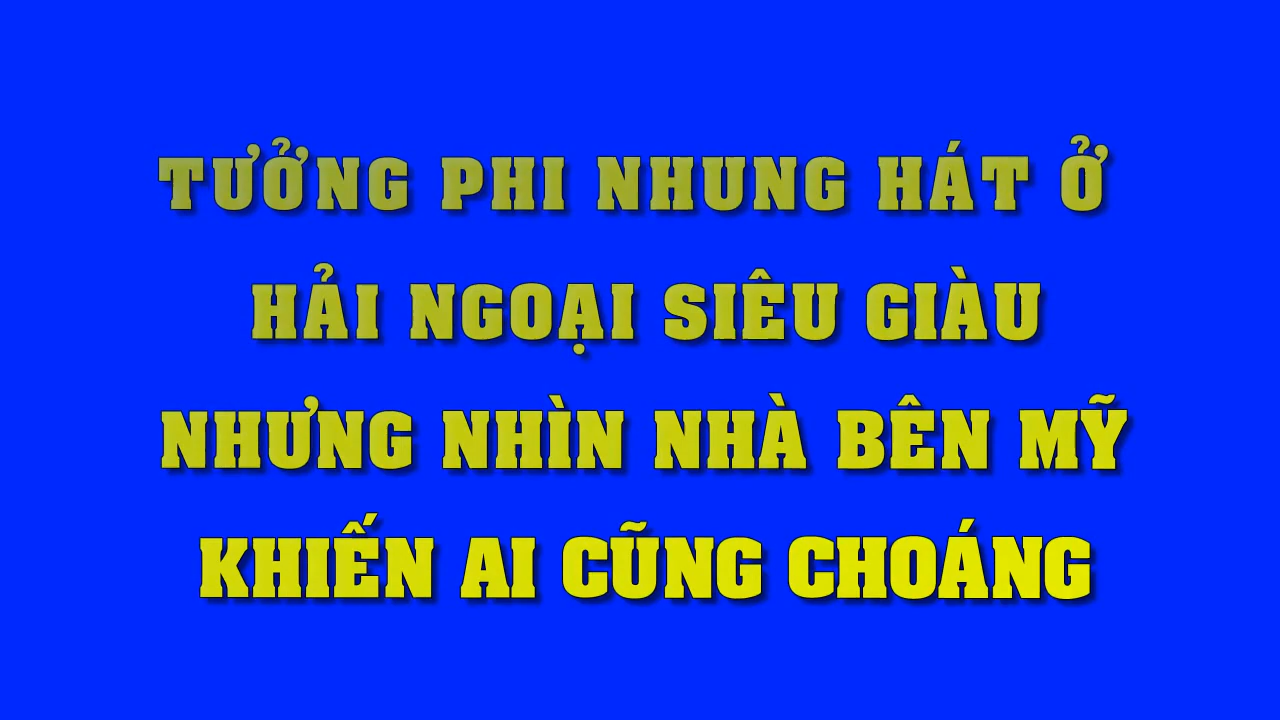 TƯỞNG PHI NHUNG HÁT Ở
HẢI NGOẠI SIÊU GIÀU
NHƯNG NHÌN NHÀ BÊN MỸ
KHIẾN AI CŨNG CHOÁNG